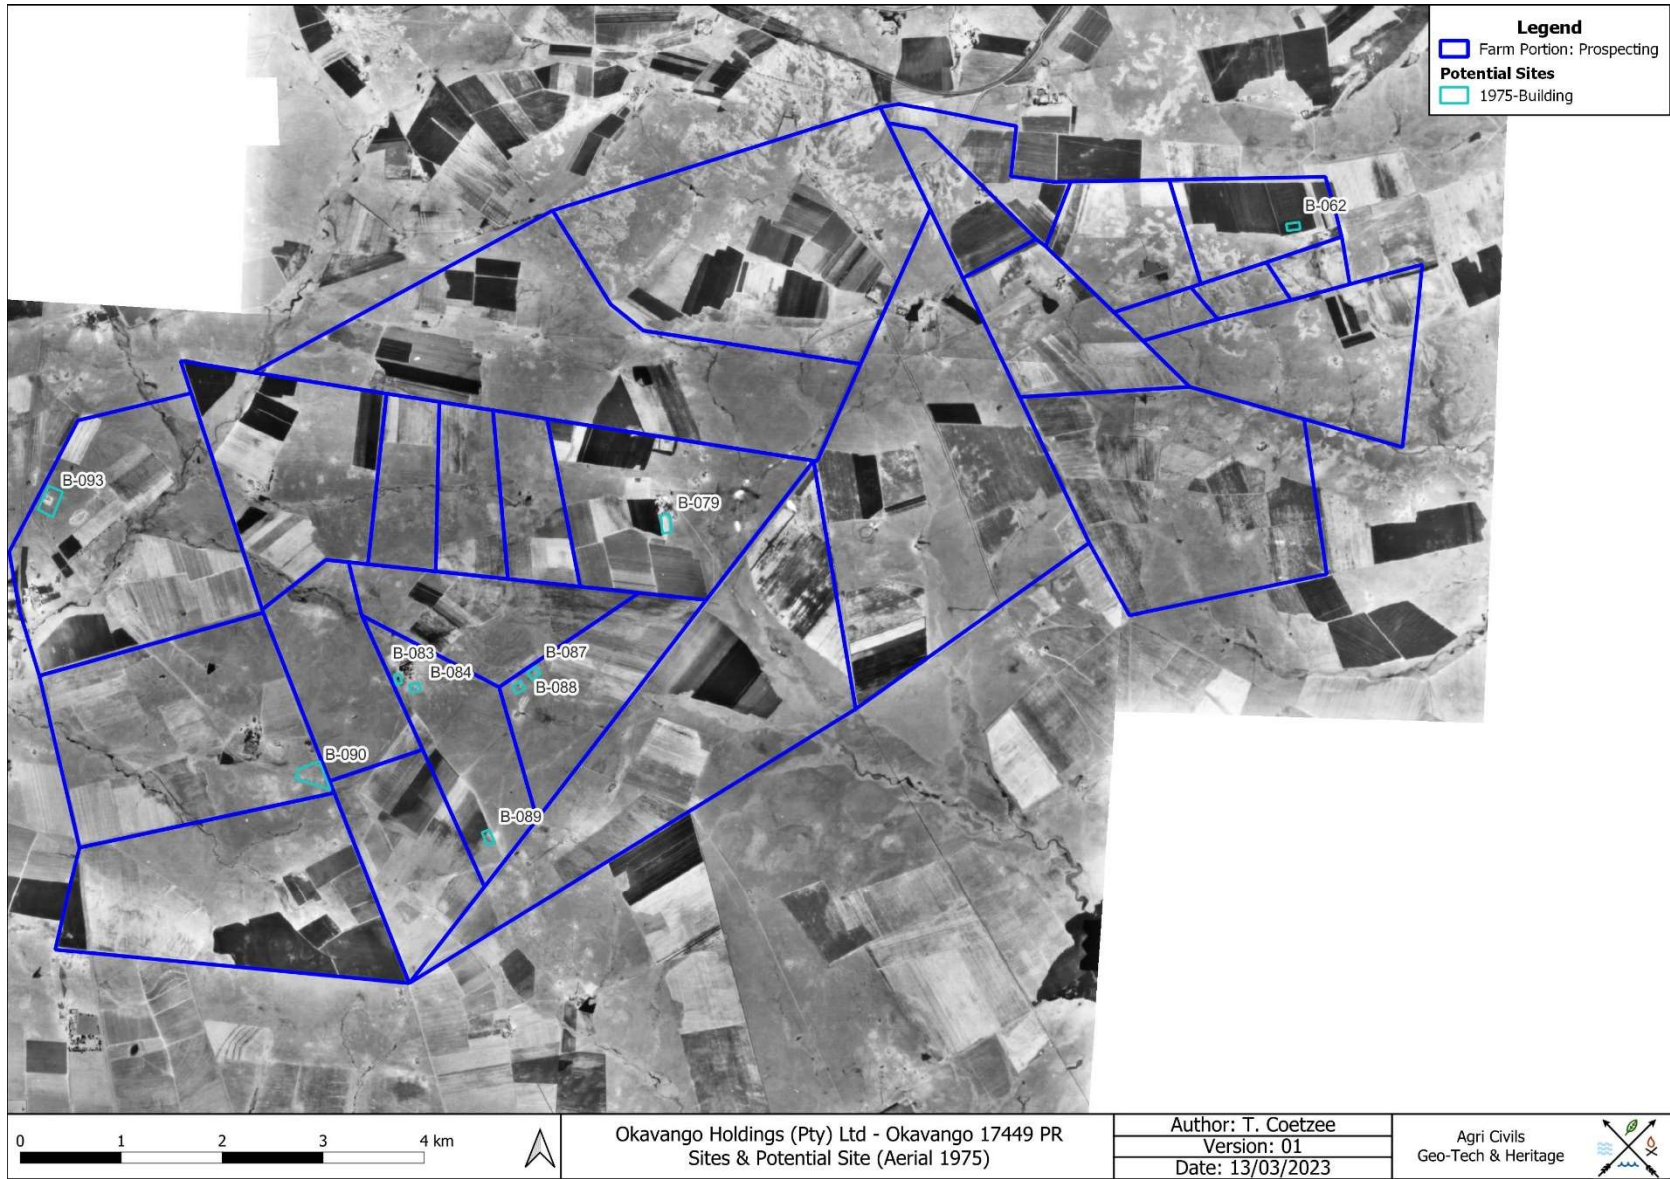 Legend
Farm Portion: Prospecting
Potential Sites
1975-Building
B-062
B-093
B-079
B-083
B-084
B-087
B-088
B-090
B-089
0 1 2 3 4 km
Okavango Holdings (Pty) Ltd - Okavango 17449 PR
Sites & Potential Site (Aerial 1975)
Author: T. Coetzee
Version: 01
Date: 13/03/2023
Agri Civils
Geo-Tech & Heritage